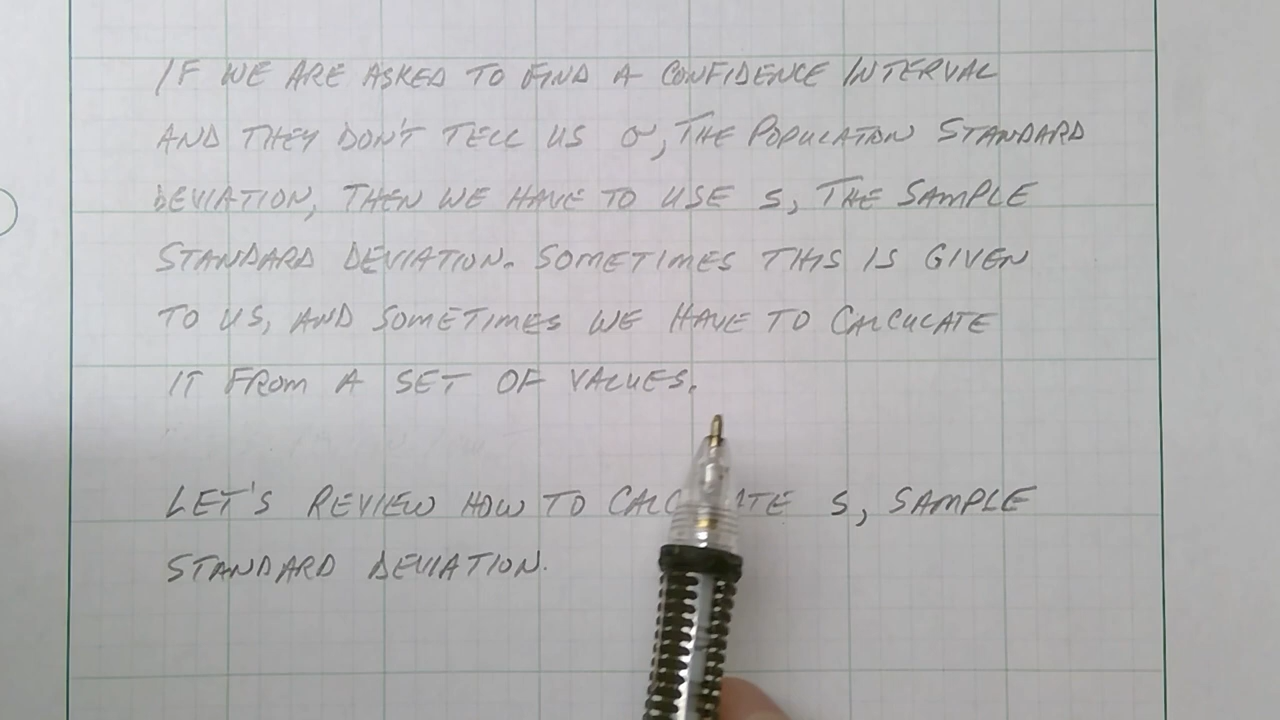 IF WE ARE ASKED TO FIND A CONFIDENCE INTERVAL
AND THEY DON'T TELL US σ, THE POPULATION STANDARD
DEVIATION, THEN WE HAVE TO USE S, THE SAMPLE
STANDARD DEVIATION. SOMETIMES THIS IS GIVEN
TO US, AND SOMETIMES WE HAVE TO CALCULATE
IT FROM A SET OF VALUES.
LET'S REVIEW HOW TO S, SAMPLE
STANDARD DEVIATION.